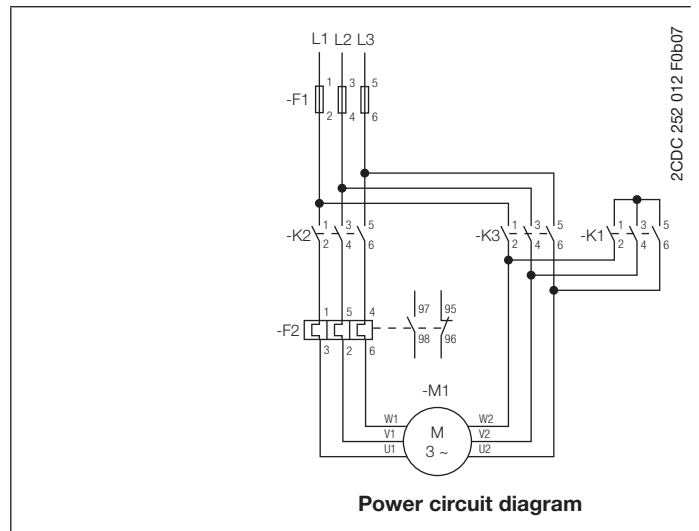 L1 L2 L3
2CDC 252 012 F0b07
-F1
1 3 5
2 4 6
-K2
1 3 5
2 4 6
-K3
1 3 5
2 4 6
-K1
1 3 5
2 4 6
-F2
1 5 4
3 2 6
97 95
98 96
-M1
W1 W2
V1 M V2
U1 3 ~ U2
Power circuit diagram